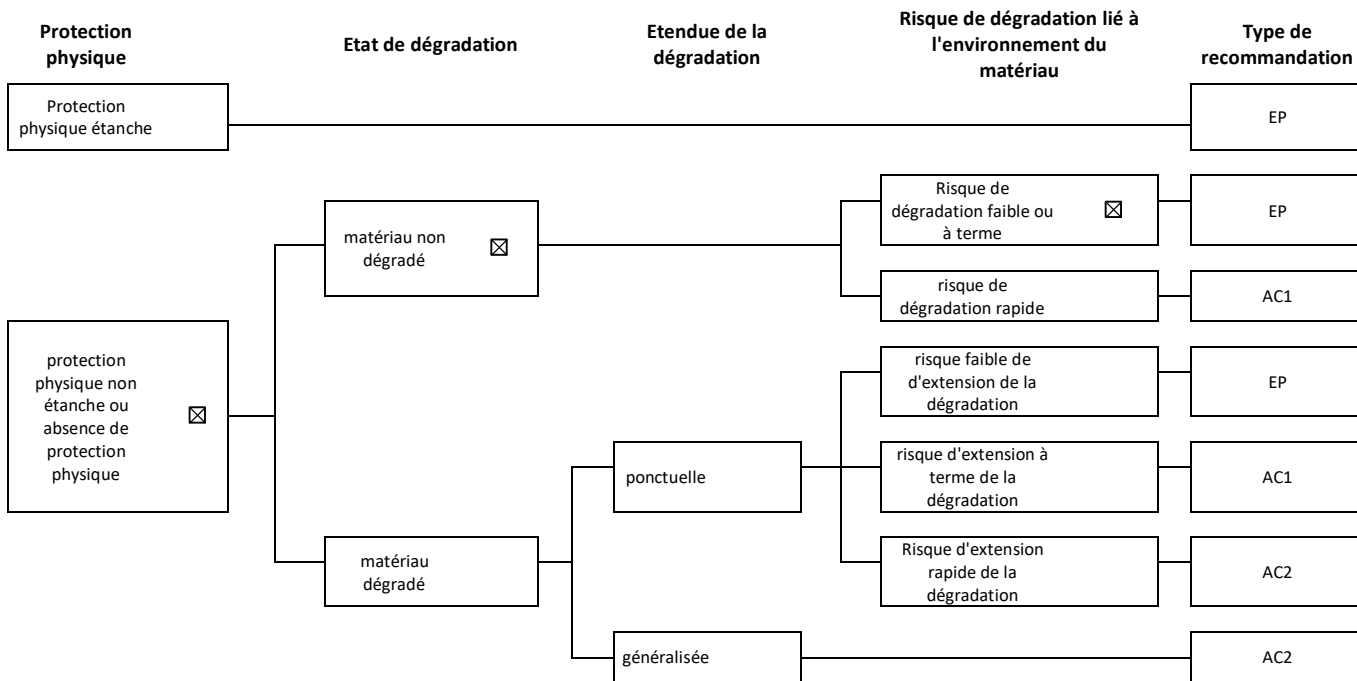 Protection
physique
Etat de dégradation
Etendue de la
dégradation
Risque de dégradation lié à
l'environnement du
matériau
Type de
recommandation
Protection
physique étanche
EP
Risque de
dégradation faible ou
à terme
EP
matériau non
dégradé
risque de
dégradation rapide
AC1
protection
physique non
étanche ou
absence de
protection
physique
risque faible de
d'extension de la
dégradation
EP
ponctuelle
risque d'extension à
terme de la
dégradation
AC1
matériau
dégradé
Risque d'extension
rapide de la
dégradation
AC2
généralisée
AC2